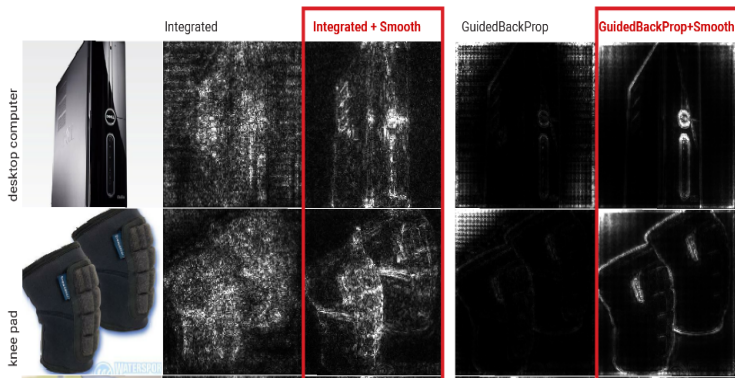 Integrated
Integrated + Smooth
GuidedBackProp
GuidedBackProp+Smooth
desktop computer
knee pad